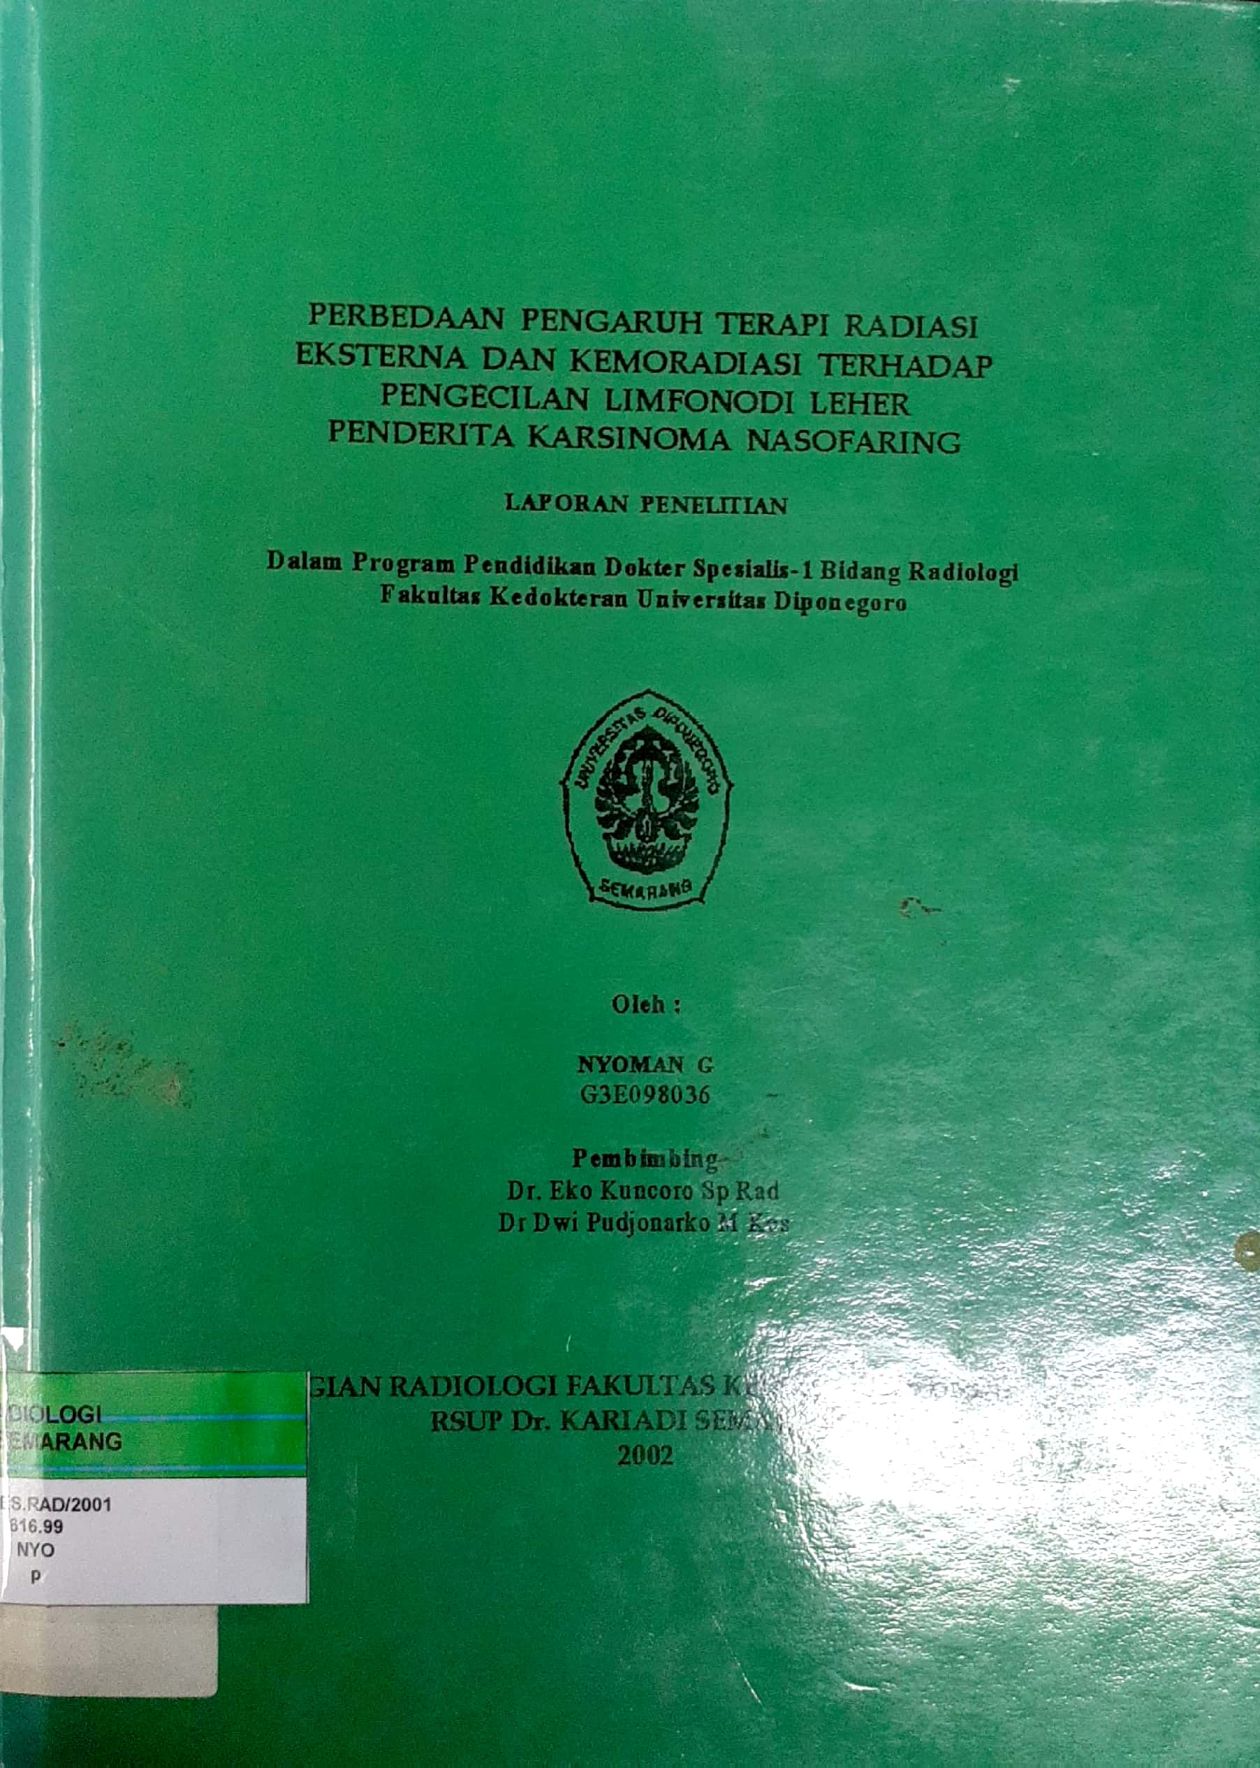 PERBEDAAN PENGARUH TERAPI RADIASI
EKSTERNA DAN KEMORADIASI TERHADAP
PENGECILAN LIMFONODI LEHER
PENDERITA KARSINOMA NASOFARING
LAPORAN PENELITIAN
Dalam Program Pendidikan Dokter Spesialis-1 Bidang Radiologi
Fakultas Kedokteran Universitas Diponegoro
UNIVERSITAS DIPONEGORO
SEMARANG
Oleh :
NYOMAN G
G3E098036
Pembimbing
Dr. Eko Kuncoro Sp Rad
Dr Dwi Pudjonarko M Kes
GIAN RADIOLOGI FAKULTAS
RSUP Dr. KARIADI
2002
DIOLOGI
EMARANG
S.RAD/2001
616.99
NYO
p